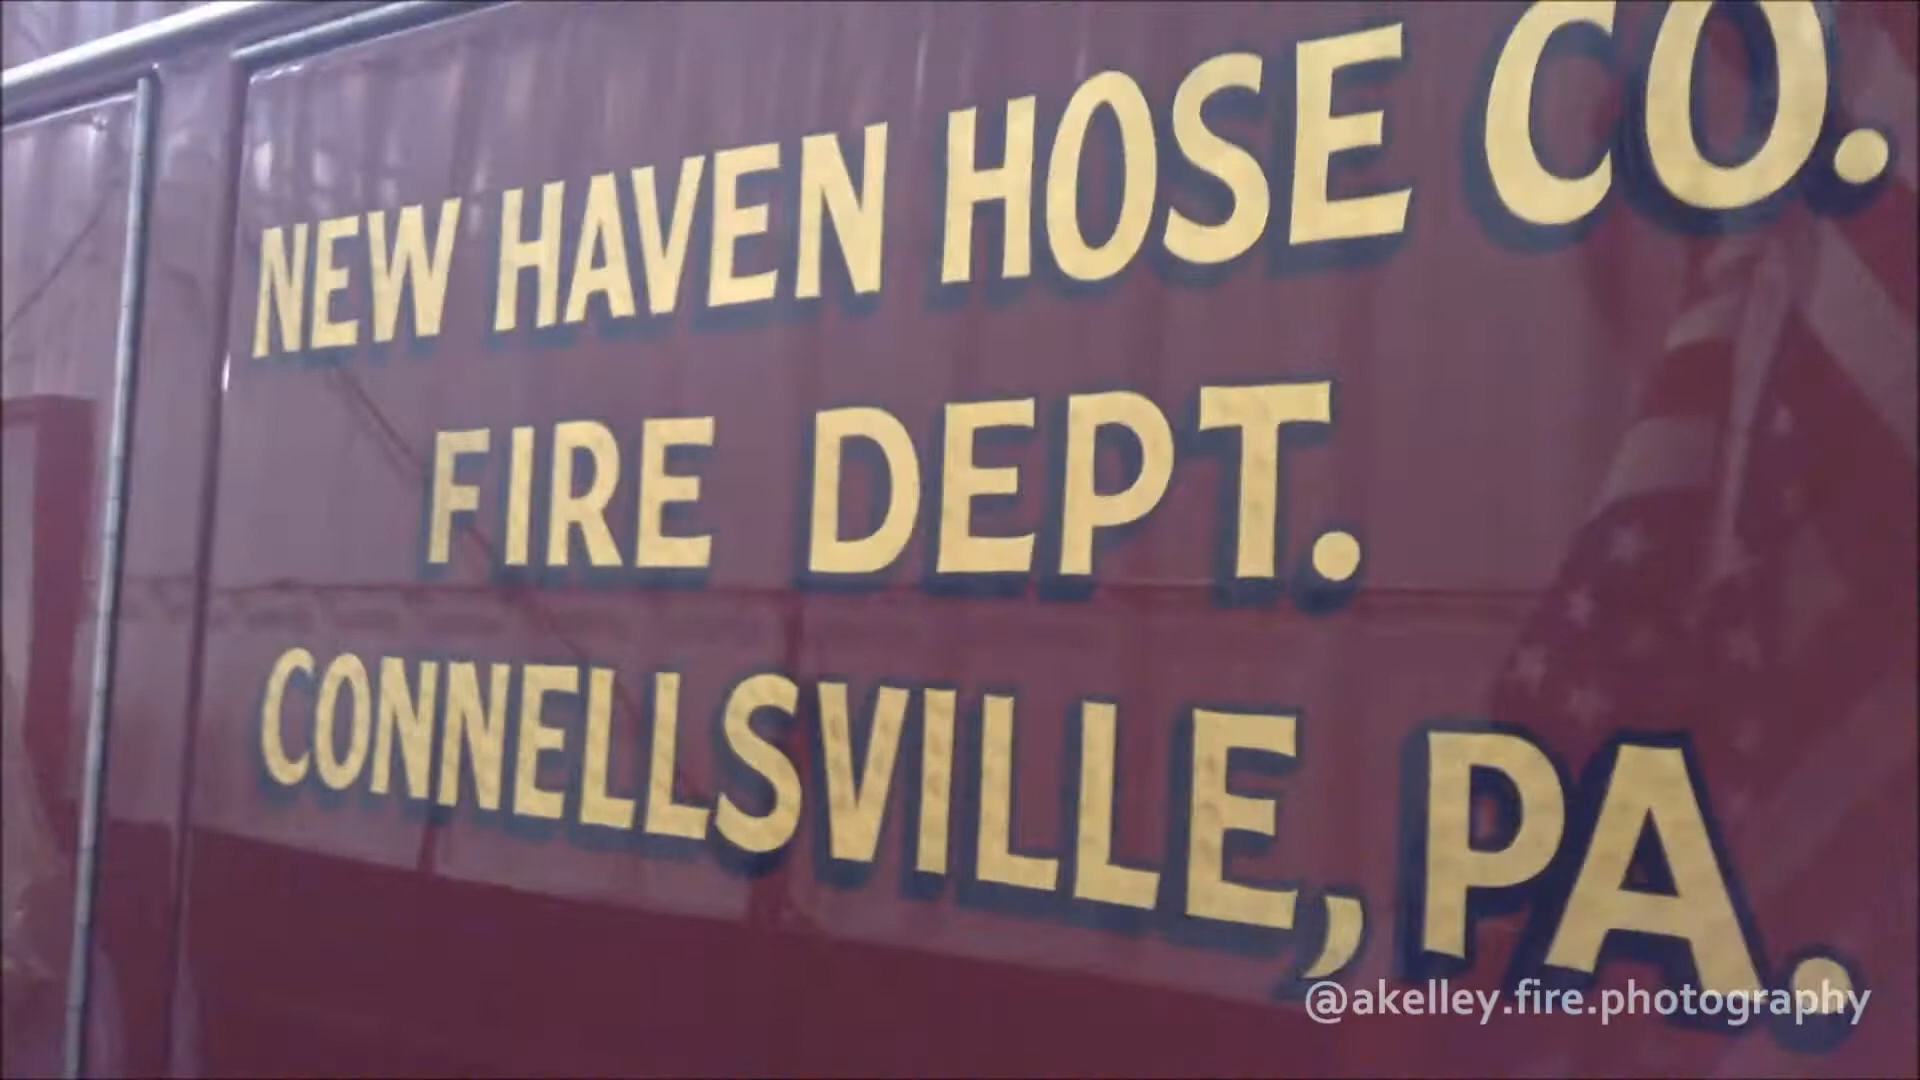 NEW HAVEN HOSE CO.
FIRE DEPT.
CONNELLSVILLE, PA.
@akelley.fire.photography